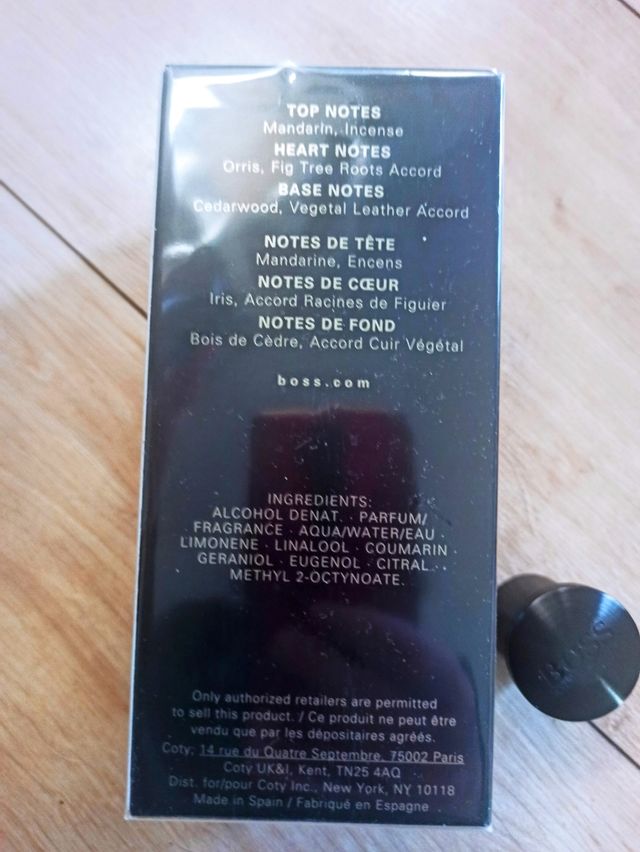 TOP NOTES
Mandarin, Incense
HEART NOTES
Orris, Fig Tree Roots Accord
BASE NOTES
Cedarwood, Vegetal Leather Accord
NOTES DE TÊTE
Mandarine, Encens
NOTES DE CŒUR
Iris, Accord Racines de Figuier
NOTES DE FOND
Bois de Cèdre, Accord Cuir Végétal
boss.com
INGREDIENTS:
ALCOHOL DENAT. · PARFUM/
FRAGRANCE · AQUA/WATER/EAU ·
LIMONENE · LINALOOL · COUMARIN ·
GERANIOL · EUGENOL · CITRAL ·
METHYL 2-OCTYNOATE.
Only authorized retailers are permitted
to sell this product. / Ce produit ne peut être
vendu que par les dépositaires agréés.
Coty: 14 rue du Quatre Septembre, 75002 Paris
Coty UK&I, Kent, TN25 4AQ
Dist. for/pour Coty Inc., New York, NY 10118
Made in Spain / Fabriqué en Espagne
BOSS